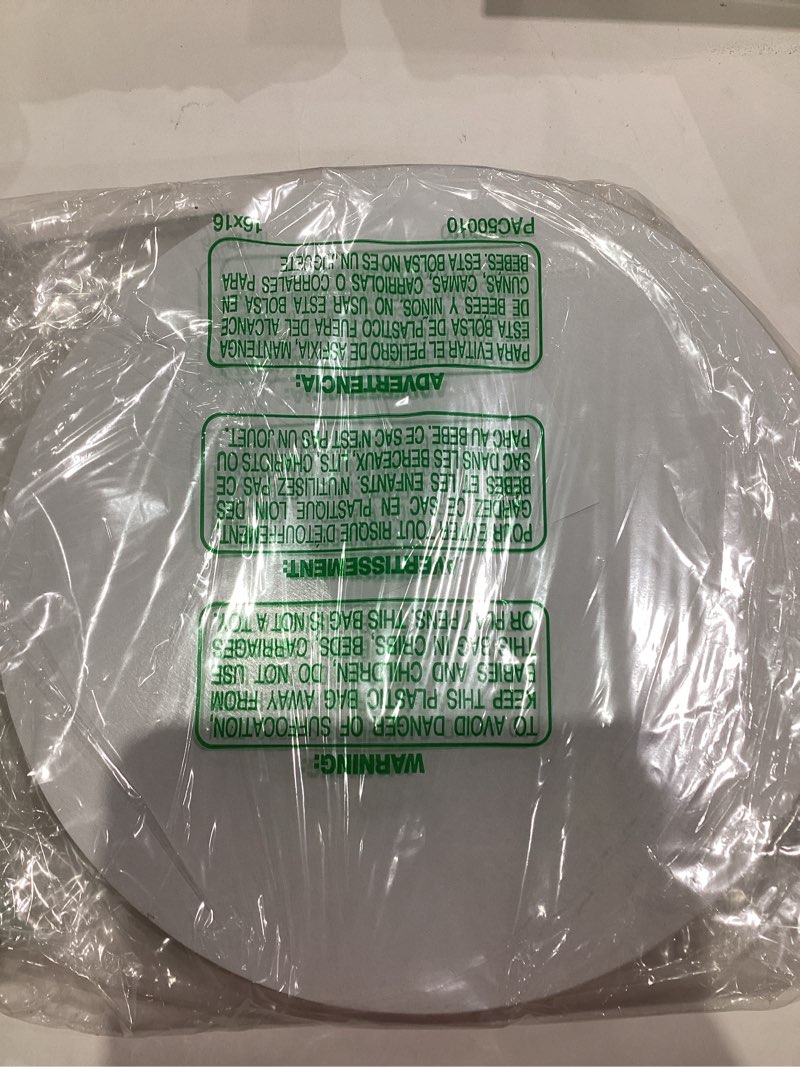 WARNING:
TO AVOID DANGER OF SUFFOCATION,
KEEP THIS PLASTIC BAG AWAY FROM
BABIES AND CHILDREN, DO NOT USE
THIS BAG IN CRIBS, BEDS, CARRIAGES
OR PLAY PENS. THIS BAG IS NOT A TOY.
AVERTISSEMENT:
POUR EVITER TOUT RISQUE D'ÉTOUFFEMENT
GARDEZ CE SAC EN PLASTIQUE LOIN DES
BEBES ET LES ENFANTS. N'UTILISEZ PAS CE
SAC DANS LES BERCEAUX, LITS, CHARIOTS OU
PARC AU BEBE. CE SAC N'EST PAS UN JOUET.
ADVERTENCIA:
PARA EVITAR EL PELIGRO DE ASFIXIA, MANTENGA
ESTA BOLSA DE PLASTICO FUERA DEL ALCANCE
DE BEBES Y NINOS, NO USAR ESTA BOLSA EN
CUNAS, CAMAS, CARRIOLAS O CORRALES PARA
BEBES. ESTA BOLSA NO ES UN JUGUETE
PAC50010 15x16